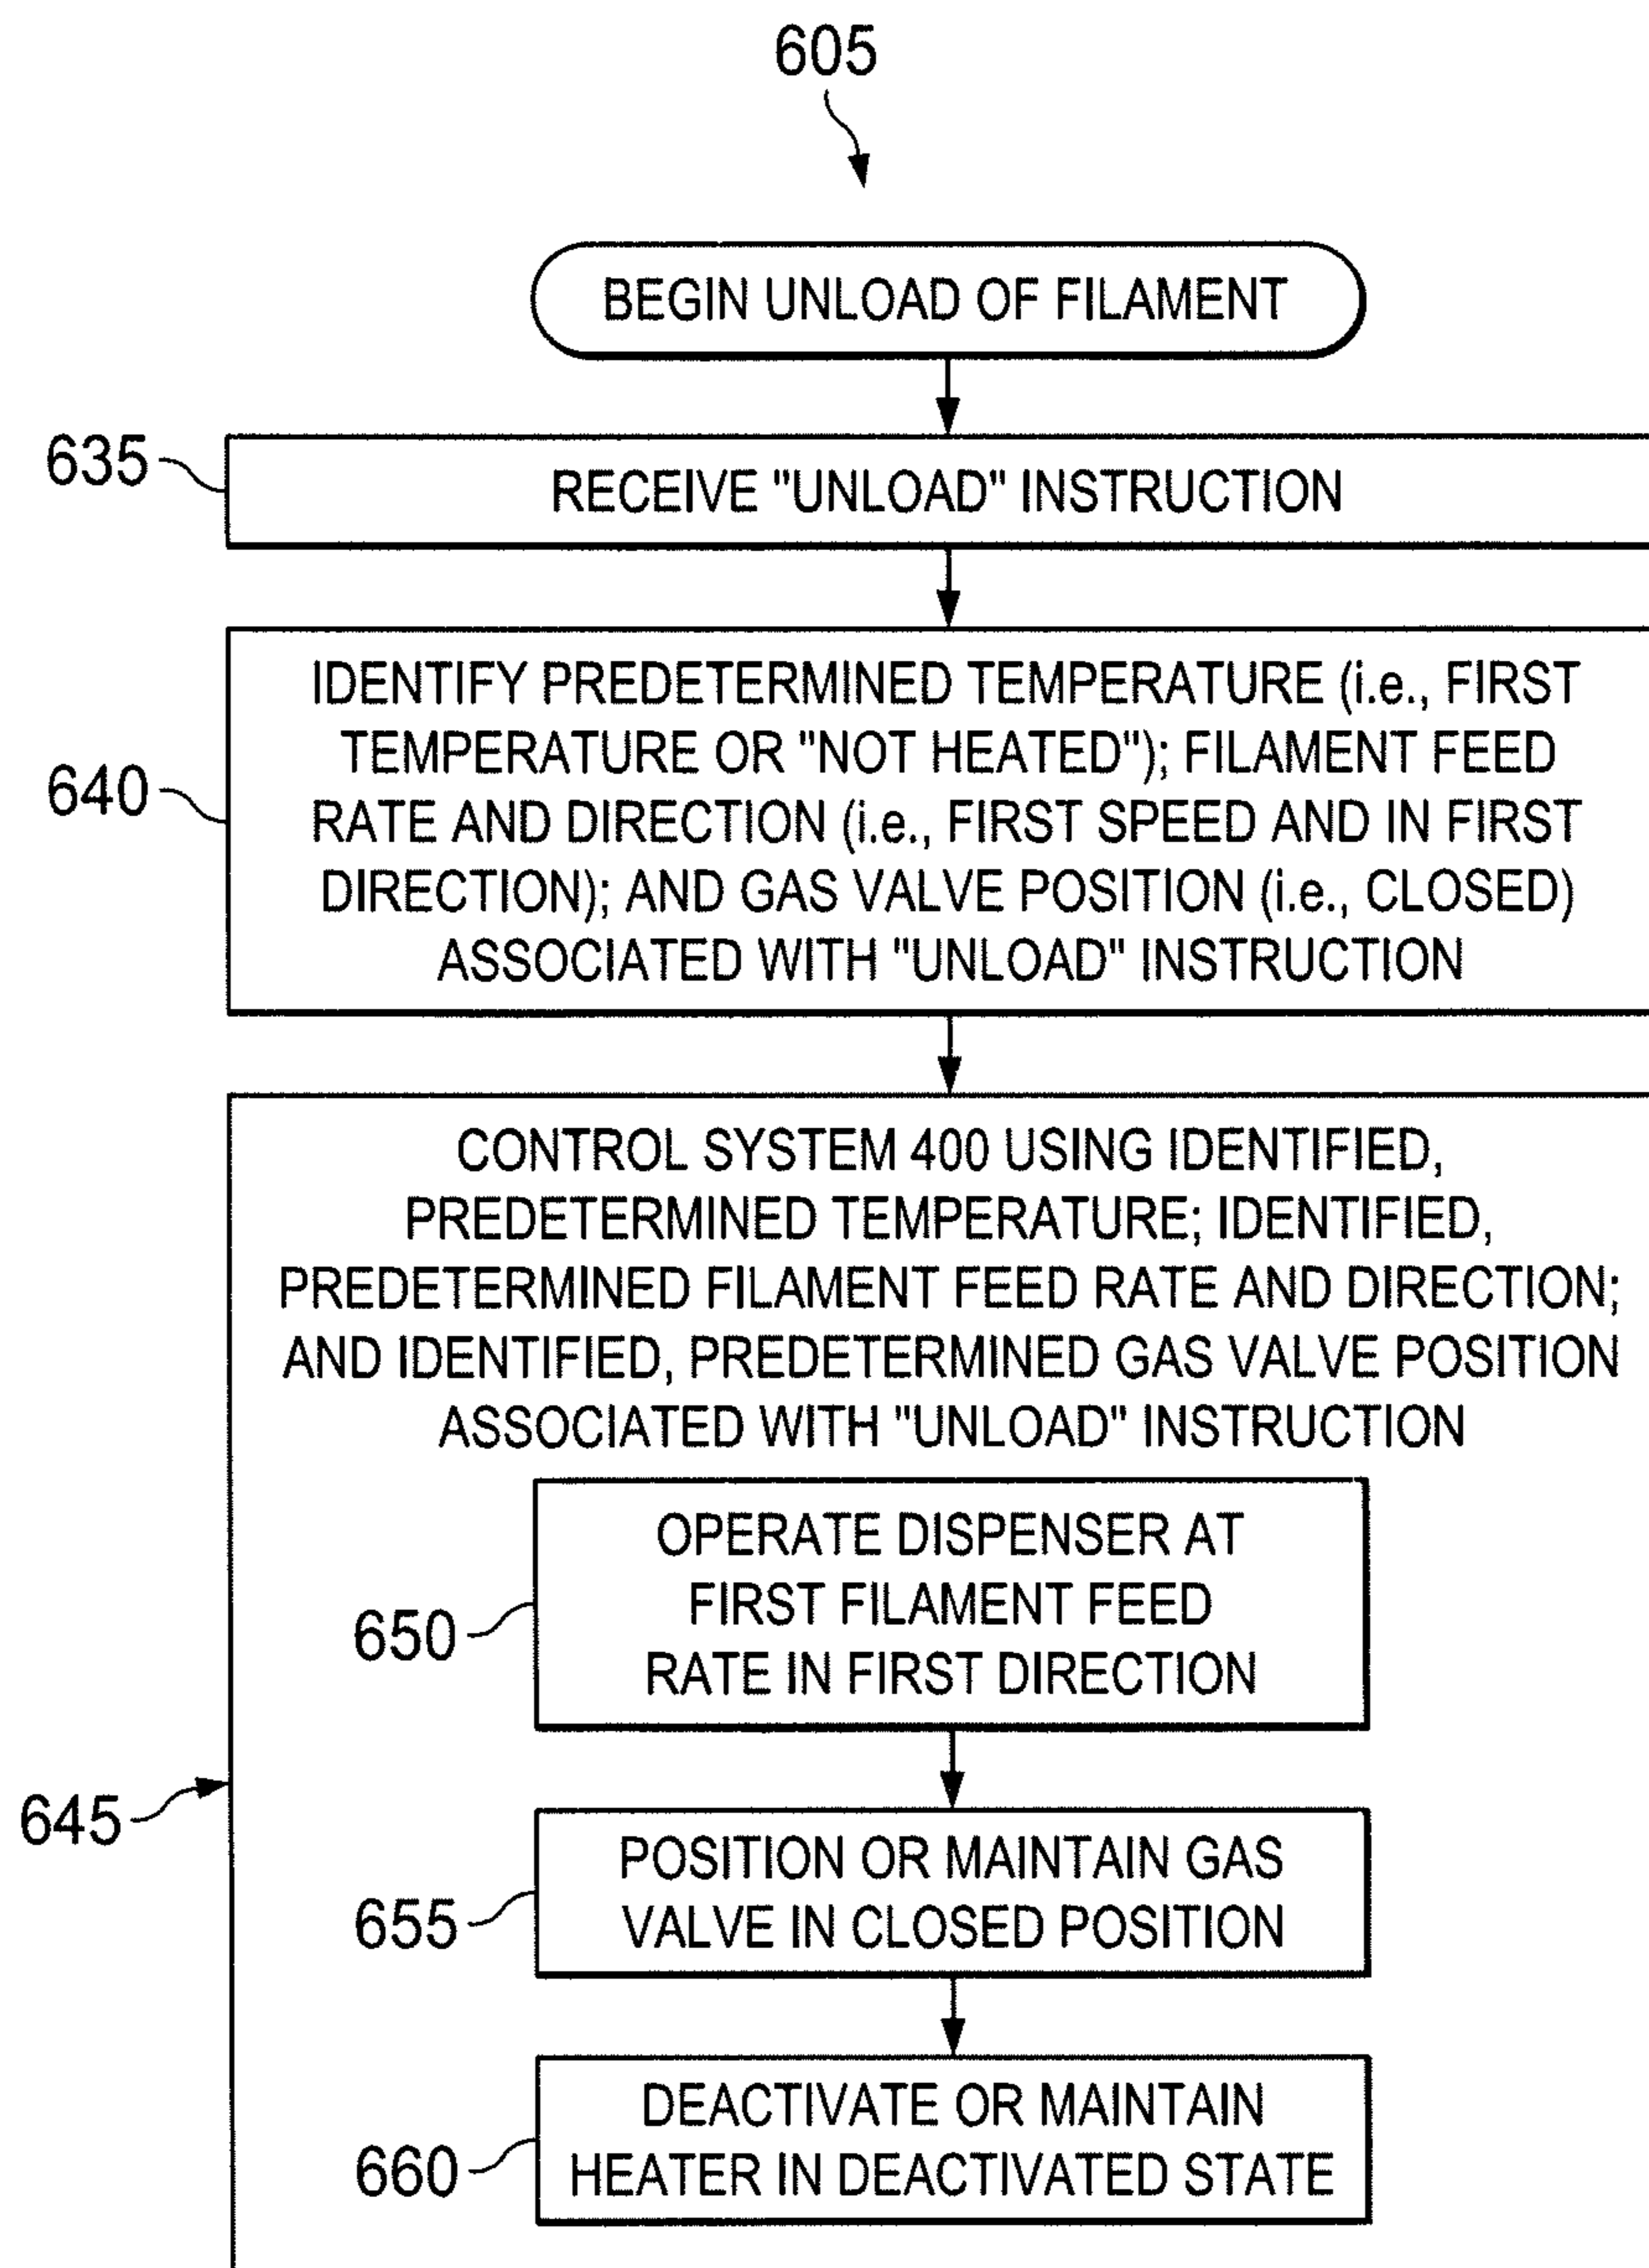 605
BEGIN UNLOAD OF FILAMENT
635
RECEIVE "UNLOAD" INSTRUCTION
640
IDENTIFY PREDETERMINED TEMPERATURE (i.e., FIRST
TEMPERATURE OR "NOT HEATED"); FILAMENT FEED
RATE AND DIRECTION (i.e., FIRST SPEED AND IN FIRST
DIRECTION); AND GAS VALVE POSITION (i.e., CLOSED)
ASSOCIATED WITH "UNLOAD" INSTRUCTION
645
CONTROL SYSTEM 400 USING IDENTIFIED,
PREDETERMINED TEMPERATURE; IDENTIFIED,
PREDETERMINED FILAMENT FEED RATE AND DIRECTION;
AND IDENTIFIED, PREDETERMINED GAS VALVE POSITION
ASSOCIATED WITH "UNLOAD" INSTRUCTION
650
OPERATE DISPENSER AT
FIRST FILAMENT FEED
RATE IN FIRST DIRECTION
655
POSITION OR MAINTAIN GAS
VALVE IN CLOSED POSITION
660
DEACTIVATE OR MAINTAIN
HEATER IN DEACTIVATED STATE